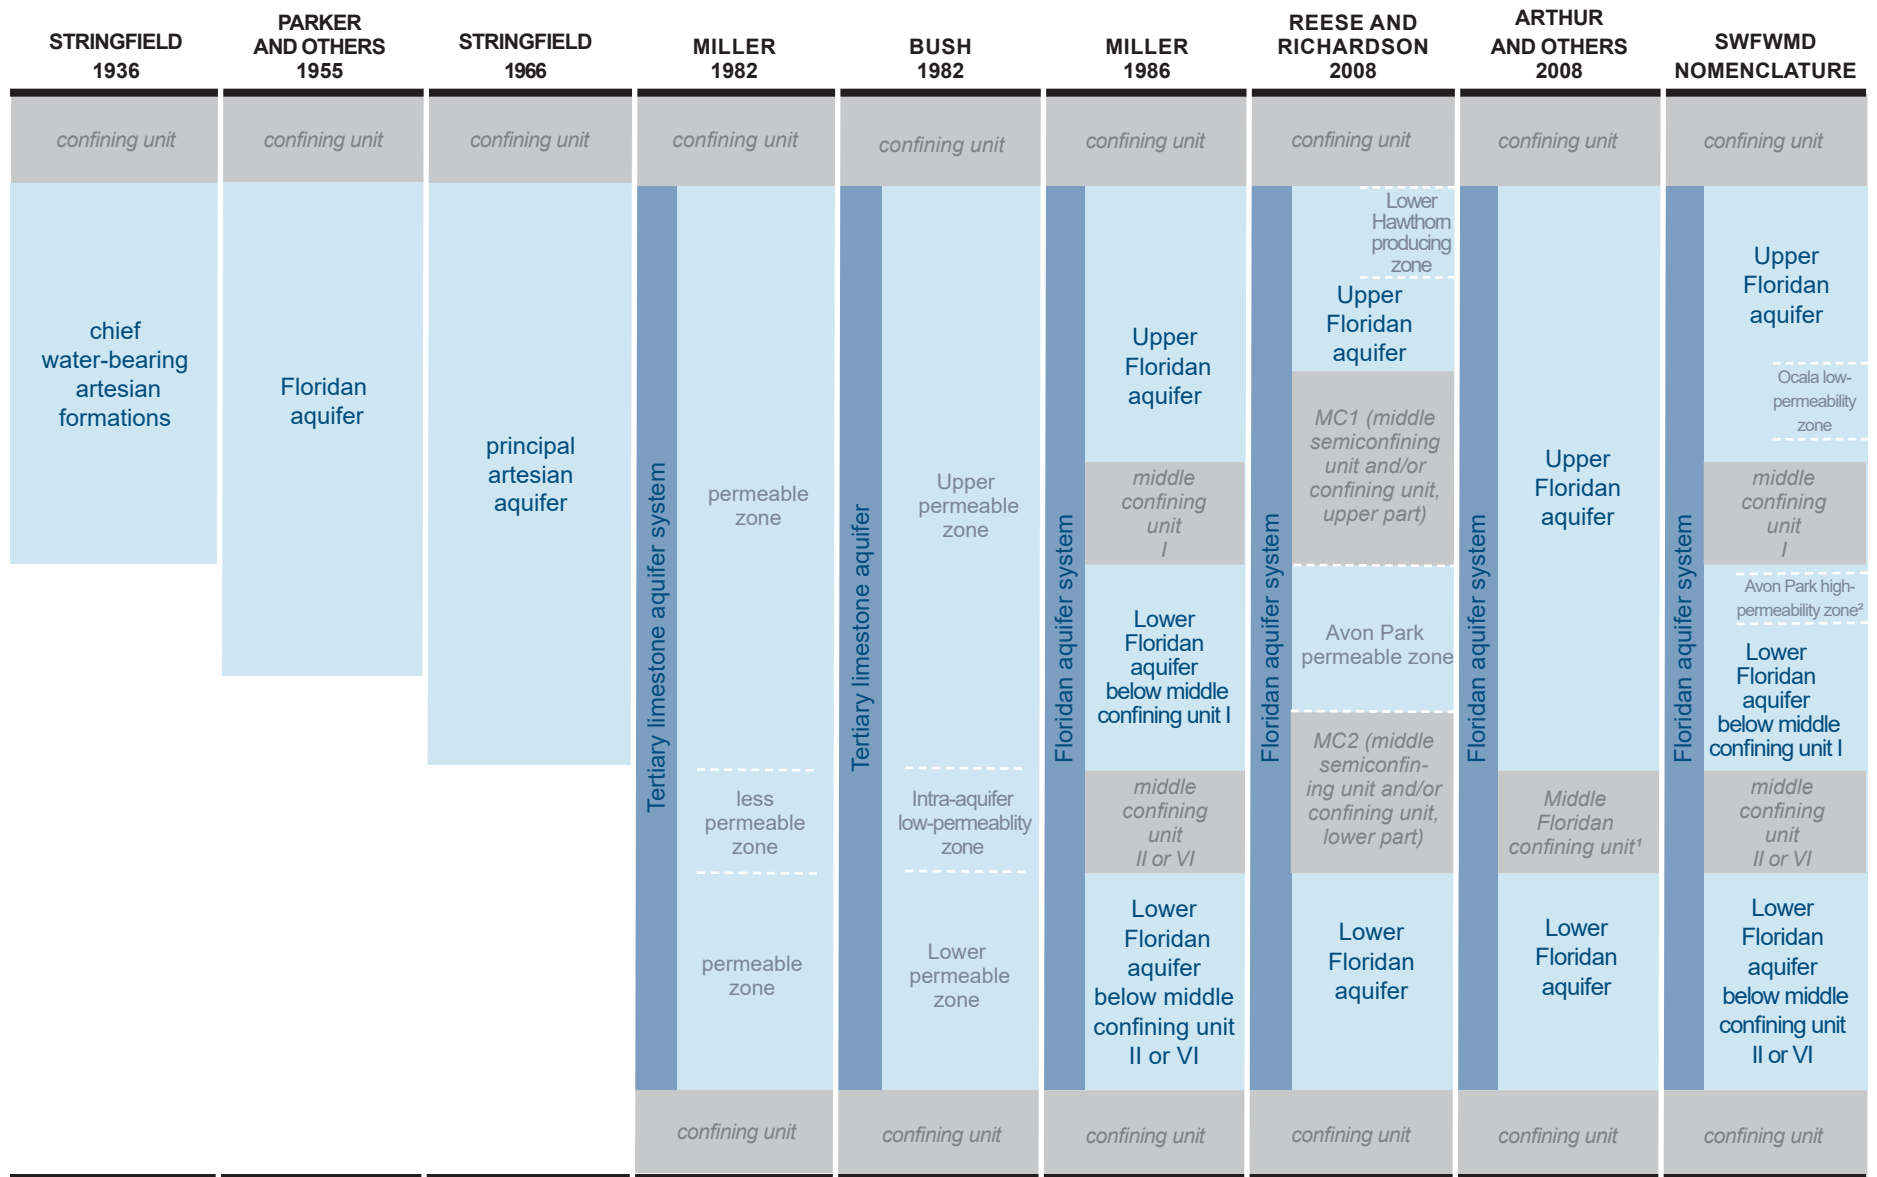 STRINGFIELD
1936
confining unit
chief
water-bearing
artesian
formations
PARKER
AND OTHERS
1955
confining unit
Floridan
aquifer
STRINGFIELD
1966
confining unit
principal
artesian
aquifer
MILLER
1982
confining unit
Tertiary limestone aquifer system
permeable
zone
less
permeable
zone
permeable
zone
confining unit
BUSH
1982
confining unit
Tertiary limestone aquifer
Upper
permeable
zone
Intra-aquifer
low-permeablity
zone
Lower
permeable
zone
confining unit
MILLER
1986
confining unit
Floridan aquifer system
Upper
Floridan
aquifer
middle
confining
unit
I
Lower
Floridan
aquifer
below middle
confining unit I
middle
confining
unit
II or VI
Lower
Floridan
aquifer
below middle
confining unit
II or VI
confining unit
REESE AND
RICHARDSON
2008
confining unit
Floridan aquifer system
Lower
Hawthorn
producing
zone
Upper
Floridan
aquifer
MC1 (middle
semiconfining
unit and/or
confining unit,
upper part)
Avon Park
permeable zone
MC2 (middle
semiconfin-
ing unit and/or
confining unit,
lower part)
Lower
Floridan
aquifer
confining unit
ARTHUR
AND OTHERS
2008
confining unit
Floridan aquifer system
Upper
Floridan
aquifer
Middle
Floridan
confining unit¹
Lower
Floridan
aquifer
confining unit
SWFWMD
NOMENCLATURE
confining unit
Floridan aquifer system
Upper
Floridan
aquifer
Ocala low-
permeability
zone
middle
confining
unit
I
Avon Park high-
permeability zone²
Lower
Floridan
aquifer
below middle
confining unit I
middle
confining
unit
II or VI
Lower
Floridan
aquifer
below middle
confining unit
II or VI
confining unit